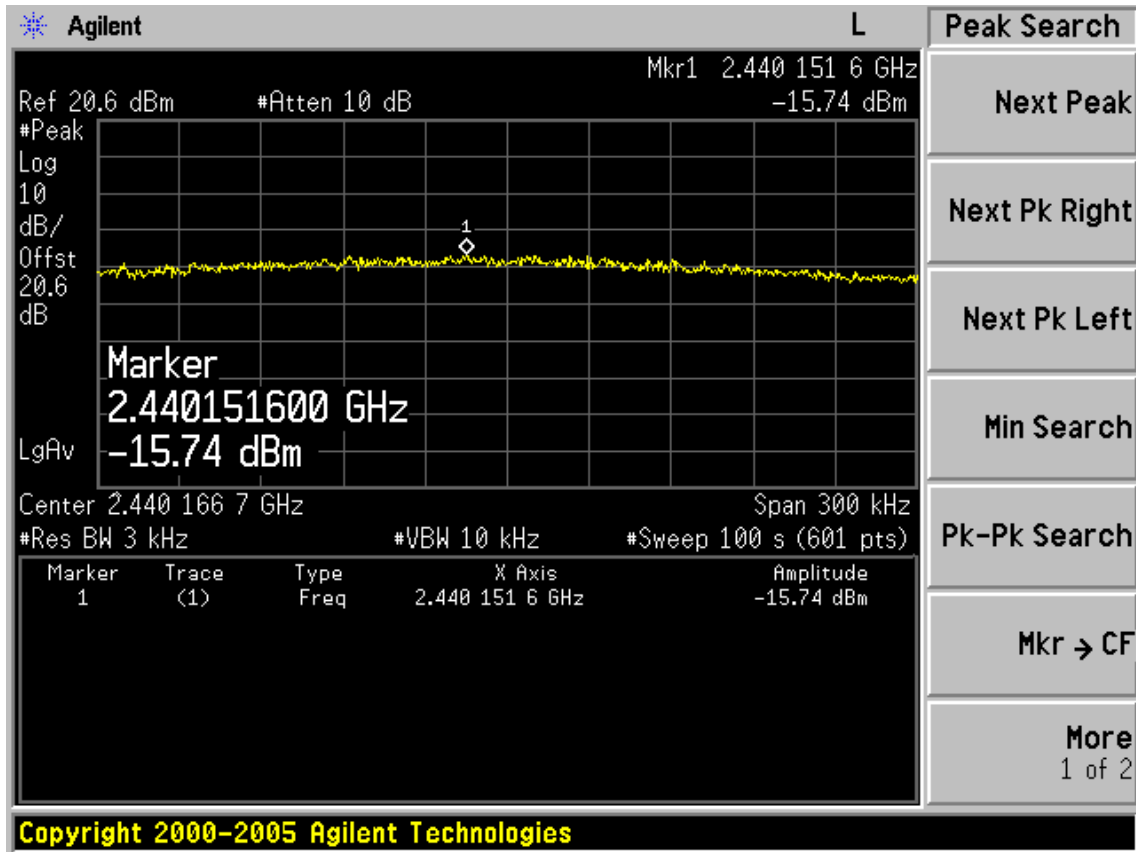 Agilent L Peak Search
Mkr1 2.440 151 6 GHz
Ref 20.6 dBm #Atten 10 dB -15.74 dBm
#Peak
Log
10
dB/
Offst
20.6
dB
1
Marker
2.440151600 GHz
-15.74 dBm
LgAv
Center 2.440 166 7 GHz Span 300 kHz
#Res BW 3 kHz #VBW 10 kHz #Sweep 100 s (601 pts)
Marker Trace Type X Axis Amplitude
1 (1) Freq 2.440 151 6 GHz -15.74 dBm
Next Peak
Next Pk Right
Next Pk Left
Min Search
Pk-Pk Search
Mkr → CF
More
1 of 2
Copyright 2000-2005 Agilent Technologies